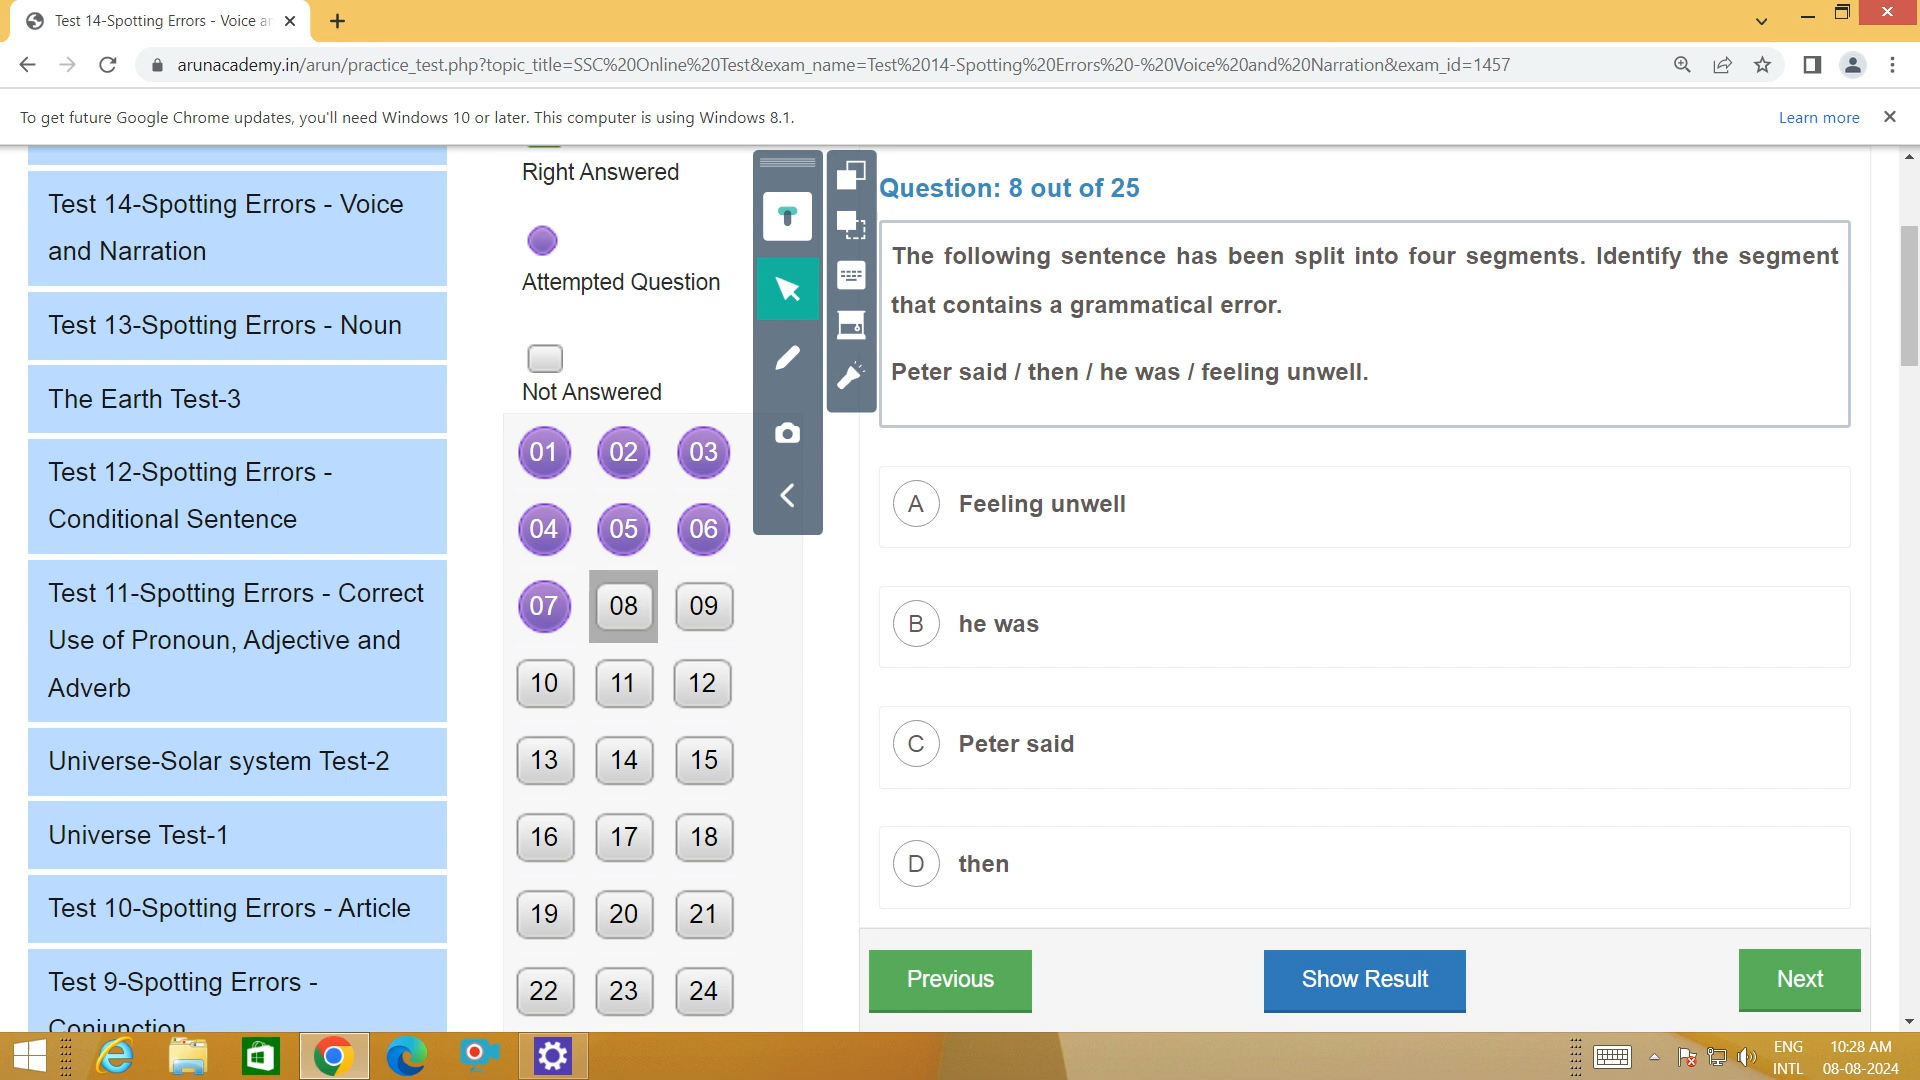 Test 14-Spotting Errors - Voice an
arunacademy.in/arun/practice_test.php?topic_title=SSC%20Online%20Test&exam_name=Test%2014-Spotting%20Errors%20-%20Voice%20and%20Narration&exam_id=1457
To get future Google Chrome updates, you'll need Windows 10 or later. This computer is using Windows 8.1.
Learn more
Test 14-Spotting Errors - Voice
and Narration
Test 13-Spotting Errors - Noun
The Earth Test-3
Test 12-Spotting Errors -
Conditional Sentence
Test 11-Spotting Errors - Correct
Use of Pronoun, Adjective and
Adverb
Universe-Solar system Test-2
Universe Test-1
Test 10-Spotting Errors - Article
Test 9-Spotting Errors -
Conjunction
Right Answered
Attempted Question
Not Answered
01 02 03
04 05 06
07 08 09
10 11 12
13 14 15
16 17 18
19 20 21
22 23 24
Question: 8 out of 25
The following sentence has been split into four segments. Identify the segment
that contains a grammatical error.
Peter said / then / he was / feeling unwell.
A Feeling unwell
B he was
C Peter said
D then
Previous
Show Result
Next
ENG
INTL
10:28 AM
08-08-2024